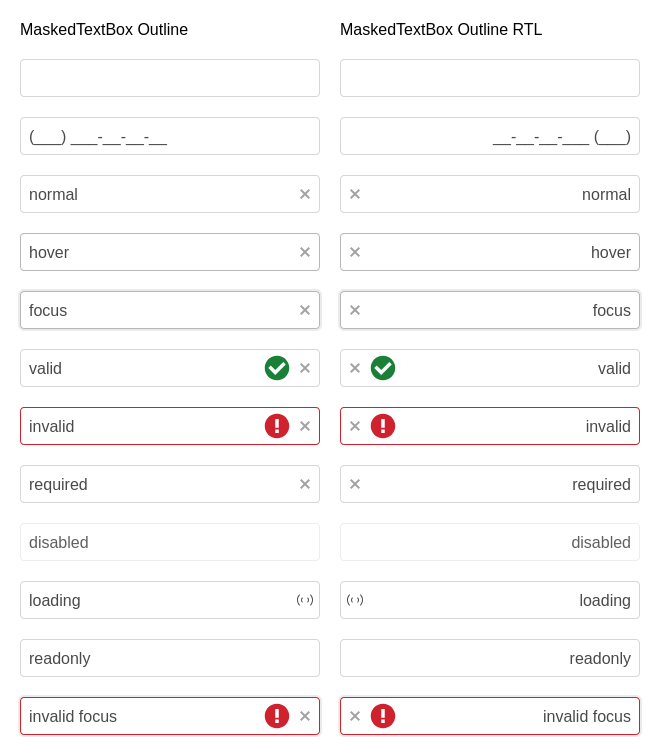 MaskedTextBox Outline MaskedTextBox Outline RTL
(___) ___-__-__-__ __-__-__-___ (___)
normal normal
hover hover
focus focus
valid valid
invalid invalid
required required
disabled disabled
loading loading
readonly readonly
invalid focus invalid focus